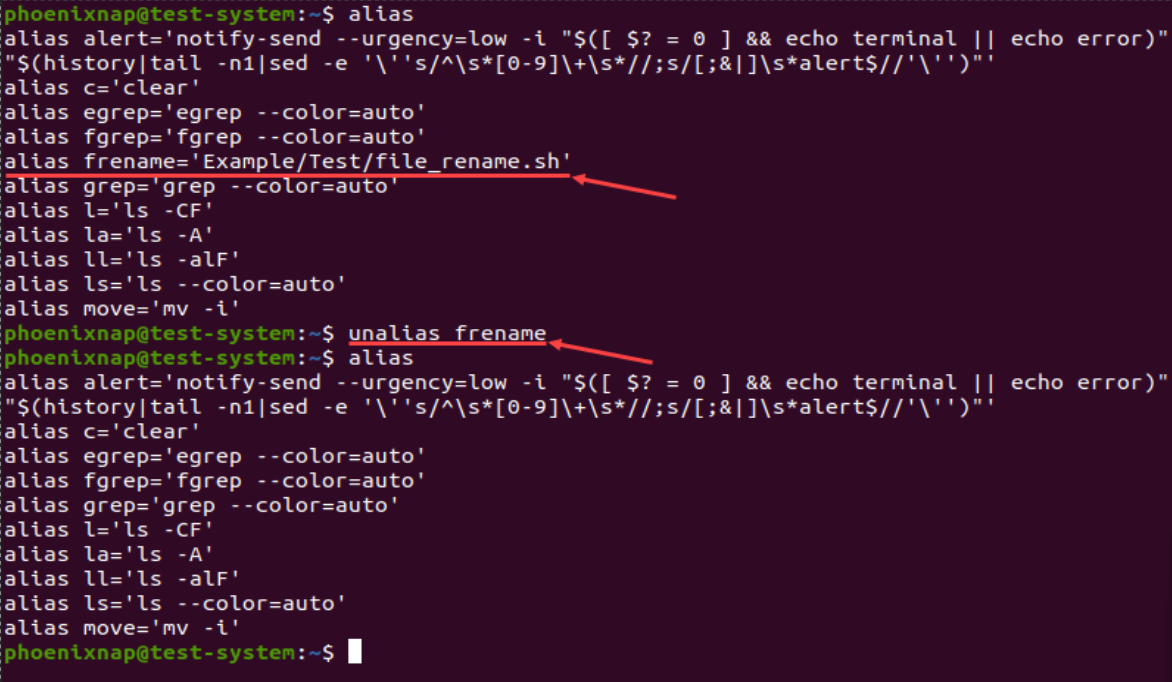 phoenixnap@test-system:~$ alias
alias alert='notify-send --urgency=low -i "$([ $? = 0 ] && echo terminal || echo error)"
"$(history|tail -n1|sed -e '\''s/^\s*[0-9]\+\s*//;s/[;&|]\s*alert$//'\'')"'
alias c='clear'
alias egrep='egrep --color=auto'
alias fgrep='fgrep --color=auto'
alias frename='Example/Test/file_rename.sh'
alias grep='grep --color=auto'
alias l='ls -CF'
alias la='ls -A'
alias ll='ls -alF'
alias ls='ls --color=auto'
alias move='mv -i'
phoenixnap@test-system:~$ unalias frename
phoenixnap@test-system:~$ alias
alias alert='notify-send --urgency=low -i "$([ $? = 0 ] && echo terminal || echo error)"
"$(history|tail -n1|sed -e '\''s/^\s*[0-9]\+\s*//;s/[;&|]\s*alert$//'\'')"'
alias c='clear'
alias egrep='egrep --color=auto'
alias fgrep='fgrep --color=auto'
alias grep='grep --color=auto'
alias l='ls -CF'
alias la='ls -A'
alias ll='ls -alF'
alias ls='ls --color=auto'
alias move='mv -i'
phoenixnap@test-system:~$